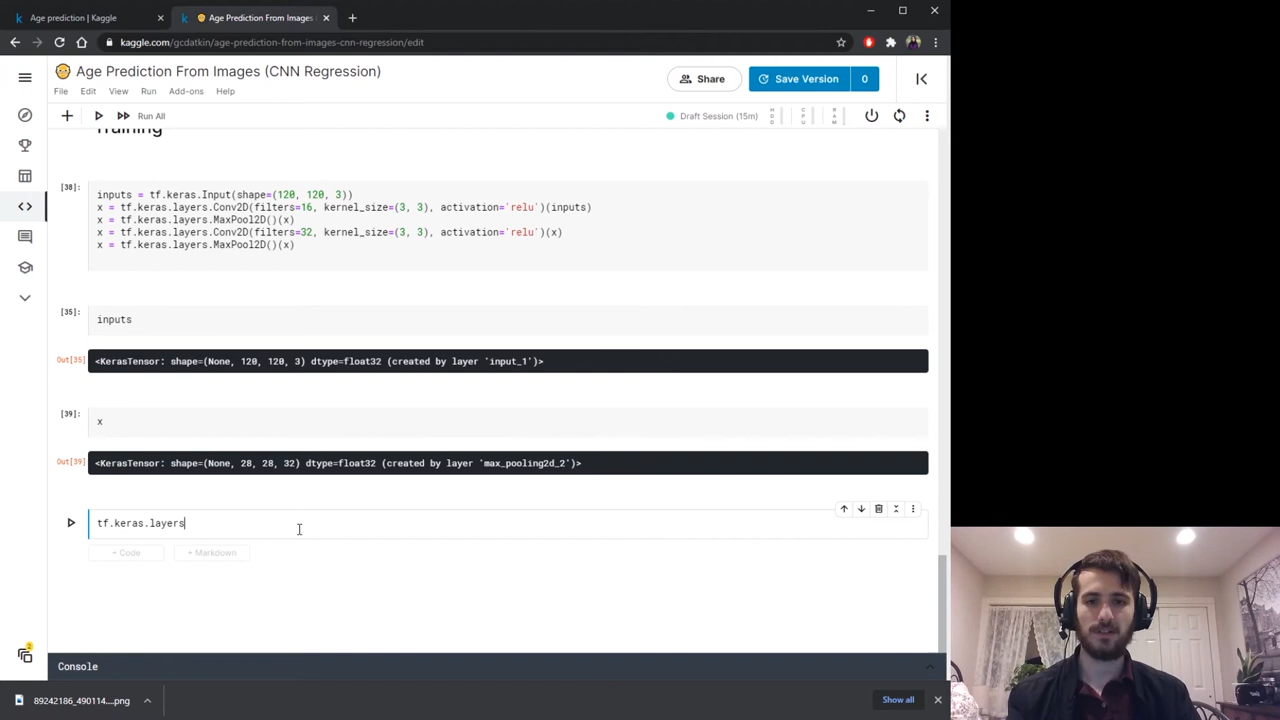 Age prediction | Kaggle
Age Prediction From Images (
kaggle.com/gcdatkin/age-prediction-from-images-cnn-regression/edit
Age Prediction From Images (CNN Regression)
Share
Save Version
0
File Edit View Run Add-ons Help
Run All
Draft Session (15m)
HDD
CPU
RAM
Training
[38]:
inputs = tf.keras.Input(shape=(120, 120, 3))
x = tf.keras.layers.Conv2D(filters=16, kernel_size=(3, 3), activation='relu')(inputs)
x = tf.keras.layers.MaxPool2D()(x)
x = tf.keras.layers.Conv2D(filters=32, kernel_size=(3, 3), activation='relu')(x)
x = tf.keras.layers.MaxPool2D()(x)
[35]:
inputs
Out[35]
<KerasTensor: shape=(None, 120, 120, 3) dtype=float32 (created by layer 'input_1')>
[39]:
x
Out[39]
<KerasTensor: shape=(None, 28, 28, 32) dtype=float32 (created by layer 'max_pooling2d_2')>
tf.keras.layers
+ Code
+ Markdown
2
Console
89242186_490114....png
Show all